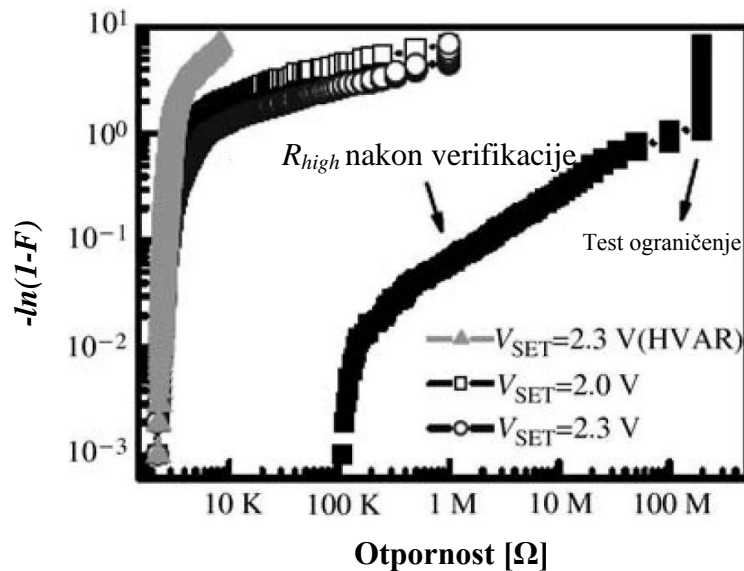 10¹
10⁰
10⁻¹
10⁻²
10⁻³
-ln(1-F)
R_high nakon verifikacije
Test ograničenje
V_SET=2.3 V(HVAR)
V_SET=2.0 V
V_SET=2.3 V
10 K 100 K 1 M 10 M 100 M
Otpornost [Ω]